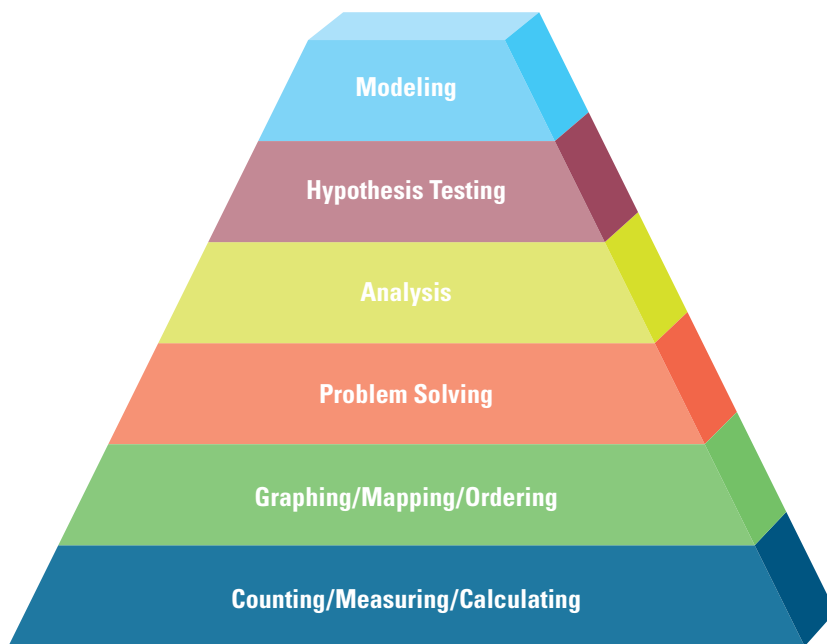 Modeling
Hypothesis Testing
Analysis
Problem Solving
Graphing/Mapping/Ordering
Counting/Measuring/Calculating